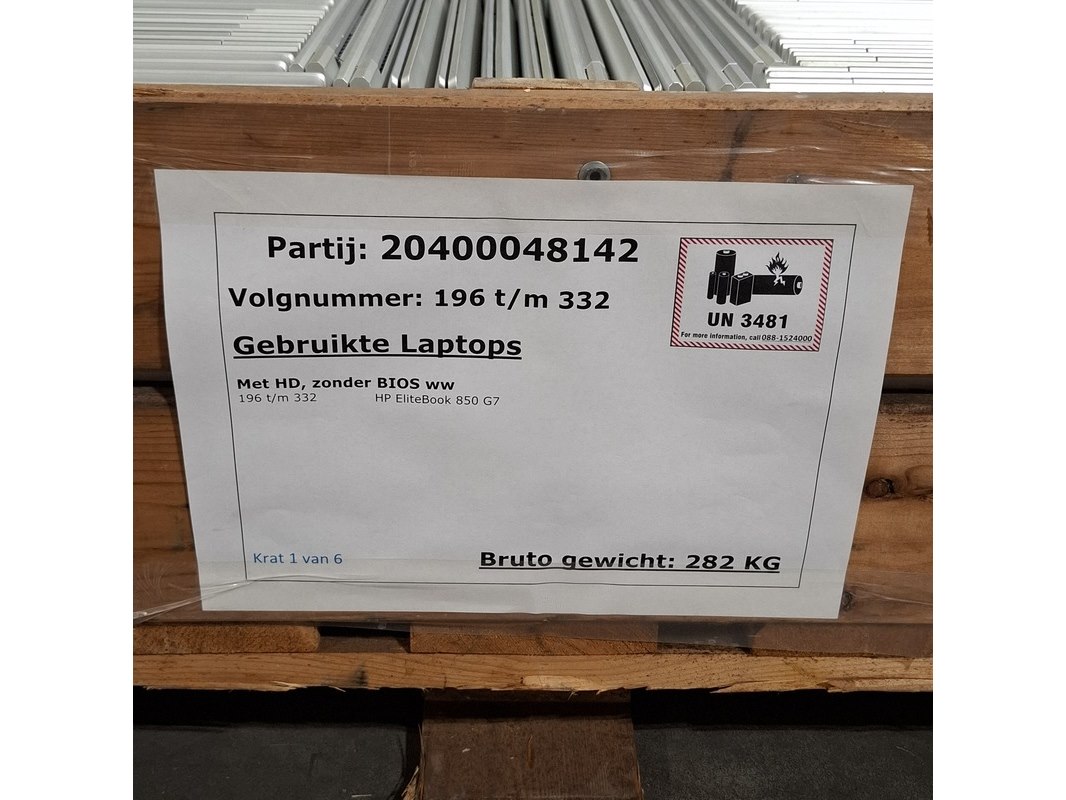 Partij: 20400048142
Volgnummer: 196 t/m 332
Gebruikte Laptops
Met HD, zonder BIOS ww
196 t/m 332 HP EliteBook 850 G7
UN 3481
For more information, call 088-1524000
Krat 1 van 6
Bruto gewicht: 282 KG